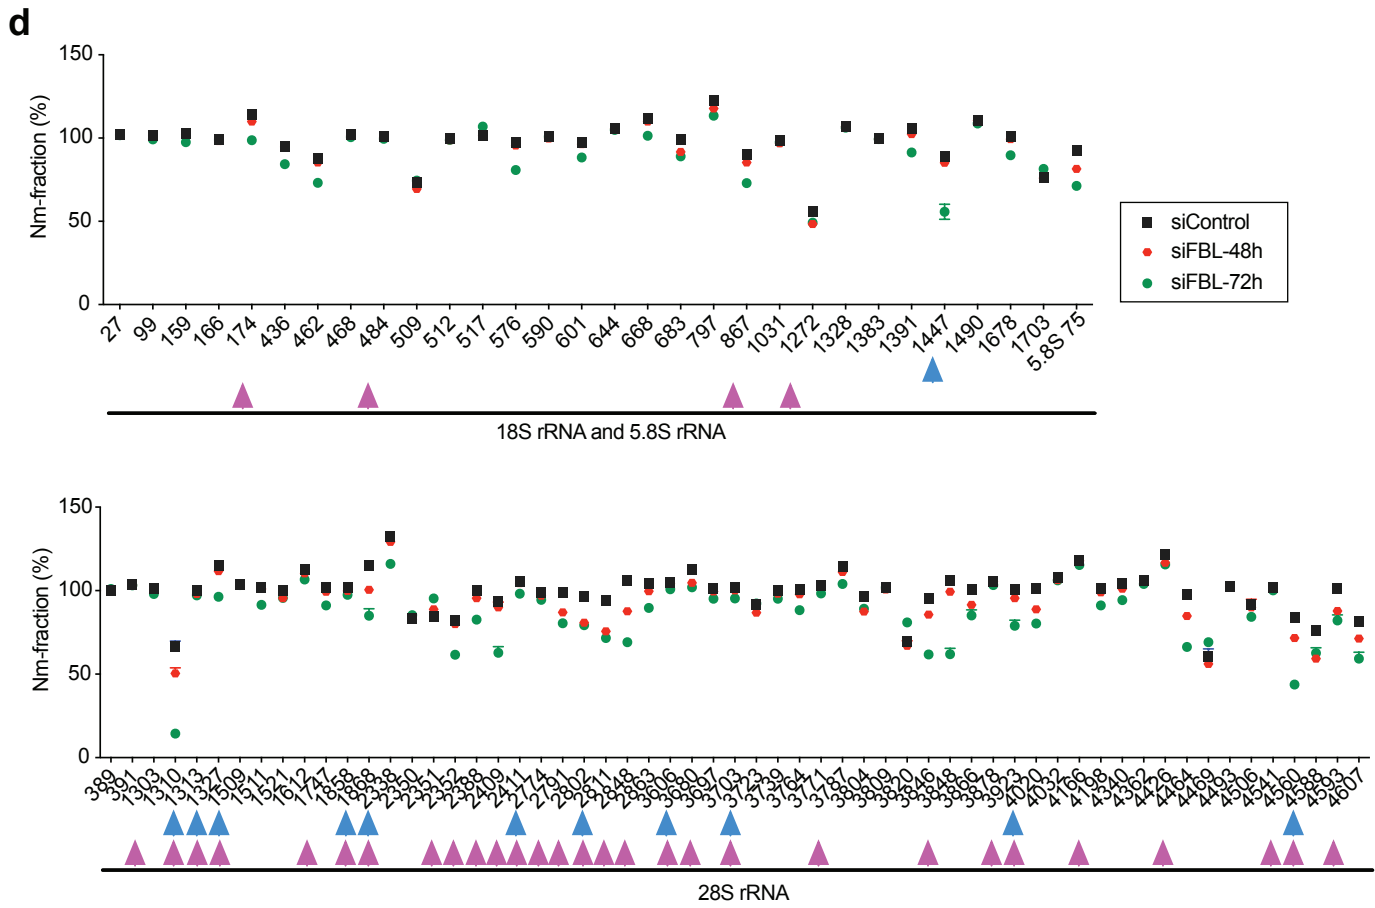 d
150
100
50
0
Nm-fraction (%)
27 99 159 166 174 436 462 468 484 509 512 517 576 590 601 644 668 683 797 867 1031 1272 1328 1383 1391 1447 1490 1678 1703 5.8S 75
18S rRNA and 5.8S rRNA
siControl
siFBL-48h
siFBL-72h
150
100
50
0
Nm-fraction (%)
389 391 1303 1310 1313 1327 1509 1511 1521 1612 1747 1858 1868 2338 2350 2351 2952 2388 2409 2411 2774 2791 2802 2811 2848 2863 3606 3680 3697 3703 3723 3739 3764 3771 3787 3804 3809 3820 3846 3848 3866 3878 3923 4020 4032 4166 4198 4340 4362 4426 4464 4469 4493 4506 4541 4560 4588 4593 4607
28S rRNA